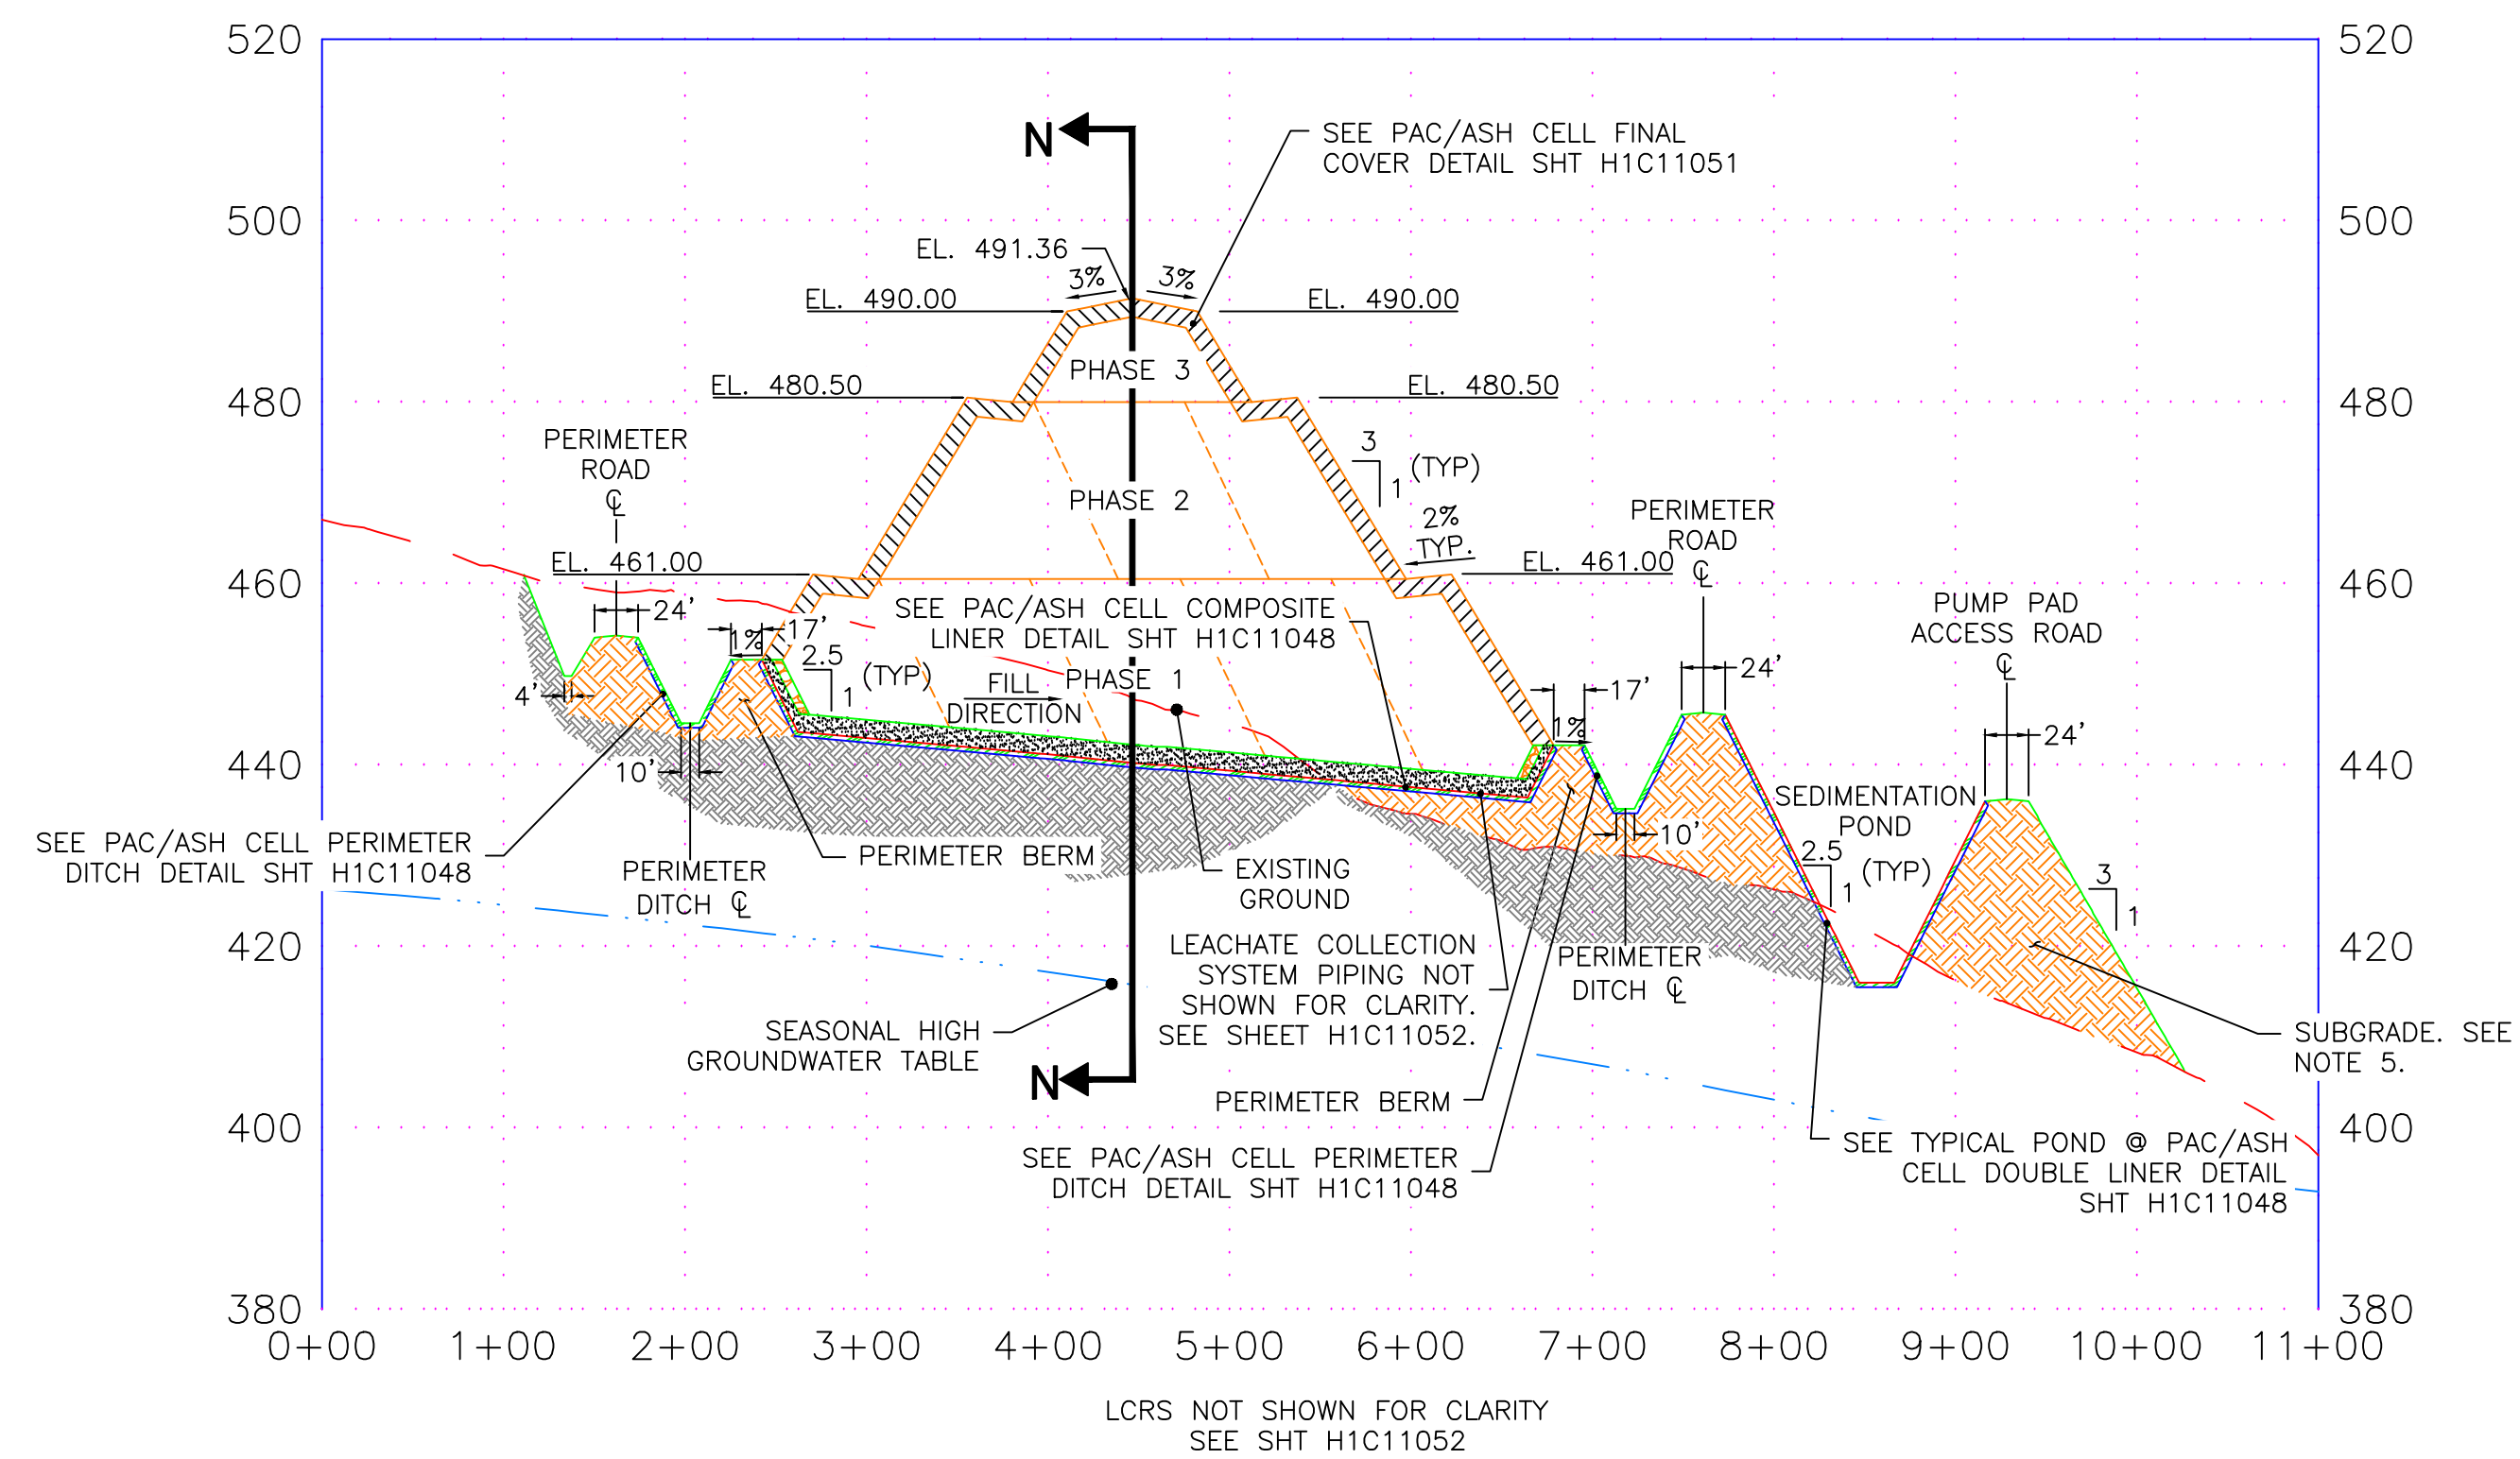 520
520
N
SEE PAC/ASH CELL FINAL
COVER DETAIL SHT H1C11051
500
500
EL. 491.36
3%
3%
EL. 490.00
EL. 490.00
PHASE 3
EL. 480.50
EL. 480.50
480
480
PERIMETER
ROAD
℄
3
1
(TYP)
PHASE 2
2%
TYP.
PERIMETER
ROAD
℄
EL. 461.00
EL. 461.00
460
460
24'
17'
1%
SEE PAC/ASH CELL COMPOSITE
LINER DETAIL SHT H1C11048
PUMP PAD
ACCESS ROAD
℄
4'
2.5
1
(TYP)
PHASE 1
FILL
DIRECTION
17'
1%
24'
24'
440
440
10'
10'
SEDIMENTATION
POND
2.5
1
(TYP)
3
1
SEE PAC/ASH CELL PERIMETER
DITCH DETAIL SHT H1C11048
PERIMETER
DITCH ℄
PERIMETER BERM
EXISTING
GROUND
420
420
LEACHATE COLLECTION
SYSTEM PIPING NOT
SHOWN FOR CLARITY.
SEE SHEET H1C11052.
PERIMETER
DITCH ℄
SEASONAL HIGH
GROUNDWATER TABLE
SUBGRADE. SEE
NOTE 5.
N
PERIMETER BERM
400
400
SEE PAC/ASH CELL PERIMETER
DITCH DETAIL SHT H1C11048
SEE TYPICAL POND @ PAC/ASH
CELL DOUBLE LINER DETAIL
SHT H1C11048
380
380
0+00 1+00 2+00 3+00 4+00 5+00 6+00 7+00 8+00 9+00 10+00 11+00
LCRS NOT SHOWN FOR CLARITY
SEE SHT H1C11052